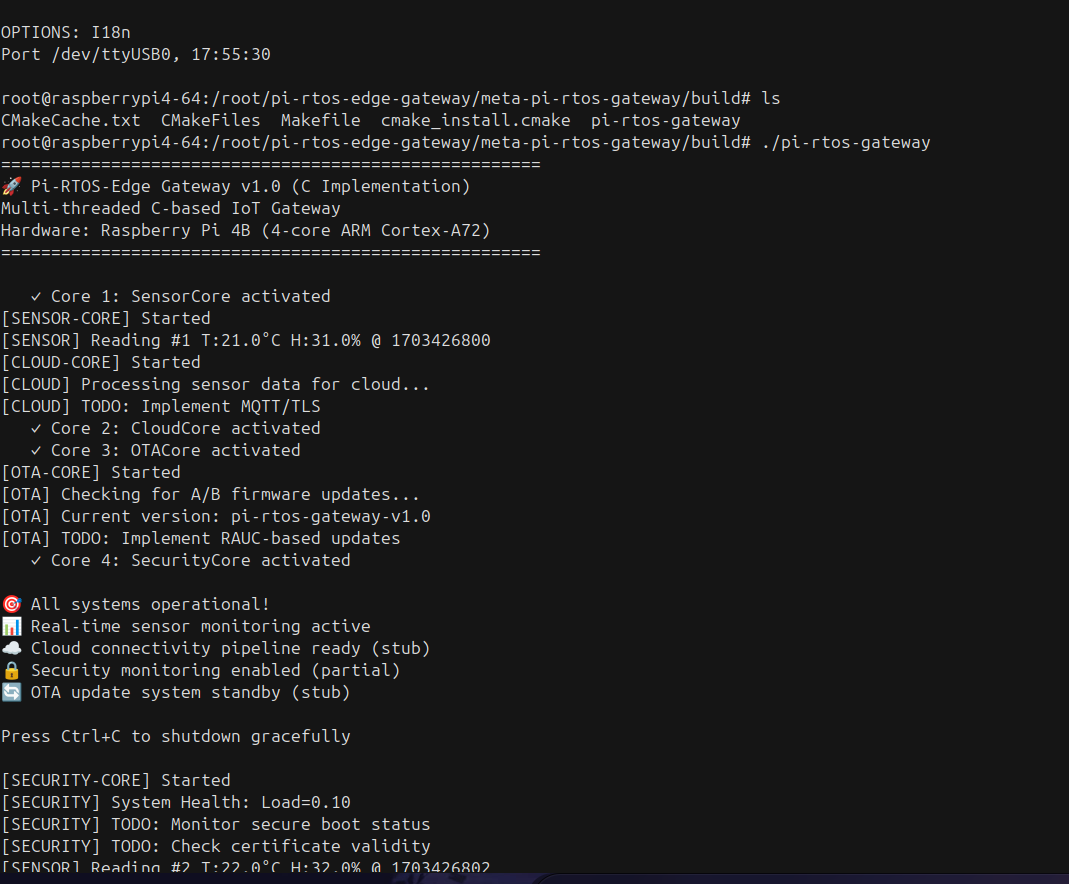 OPTIONS: I18n
Port /dev/ttyUSB0, 17:55:30
root@raspberrypi4-64:/root/pi-rtos-edge-gateway/meta-pi-rtos-gateway/build# ls
CMakeCache.txt  CMakeFiles  Makefile  cmake_install.cmake  pi-rtos-gateway
root@raspberrypi4-64:/root/pi-rtos-edge-gateway/meta-pi-rtos-gateway/build# ./pi-rtos-gateway
======================================================
🚀 Pi-RTOS-Edge Gateway v1.0 (C Implementation)
Multi-threaded C-based IoT Gateway
Hardware: Raspberry Pi 4B (4-core ARM Cortex-A72)
======================================================
✓ Core 1: SensorCore activated
[SENSOR-CORE] Started
[SENSOR] Reading #1 T:21.0°C H:31.0% @ 1703426800
[CLOUD-CORE] Started
[CLOUD] Processing sensor data for cloud...
[CLOUD] TODO: Implement MQTT/TLS
✓ Core 2: CloudCore activated
✓ Core 3: OTACore activated
[OTA-CORE] Started
[OTA] Checking for A/B firmware updates...
[OTA] Current version: pi-rtos-gateway-v1.0
[OTA] TODO: Implement RAUC-based updates
✓ Core 4: SecurityCore activated
🎯 All systems operational!
📊 Real-time sensor monitoring active
☁️ Cloud connectivity pipeline ready (stub)
🔒 Security monitoring enabled (partial)
🔄 OTA update system standby (stub)
Press Ctrl+C to shutdown gracefully
[SECURITY-CORE] Started
[SECURITY] System Health: Load=0.10
[SECURITY] TODO: Monitor secure boot status
[SECURITY] TODO: Check certificate validity
[SENSOR] Reading #2 T:22.0°C H:32.0% @ 1703426802